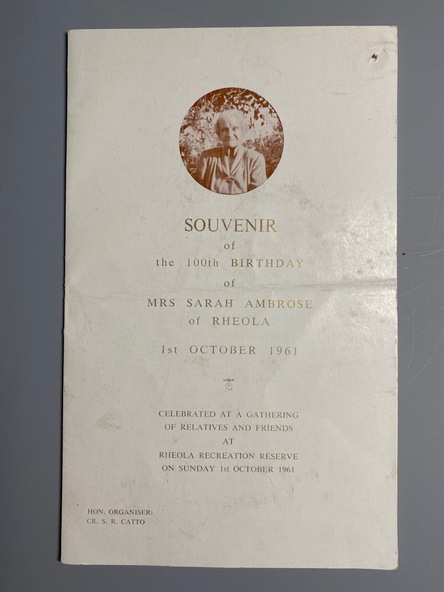 SOUVENIR
of
the 100th BIRTHDAY
of
MRS SARAH AMBROSE
of RHEOLA
1st OCTOBER 1961
CELEBRATED AT A GATHERING
OF RELATIVES AND FRIENDS
AT
RHEOLA RECREATION RESERVE
ON SUNDAY 1st OCTOBER 1961
HON. ORGANISER:
CR. S. R. CATTO